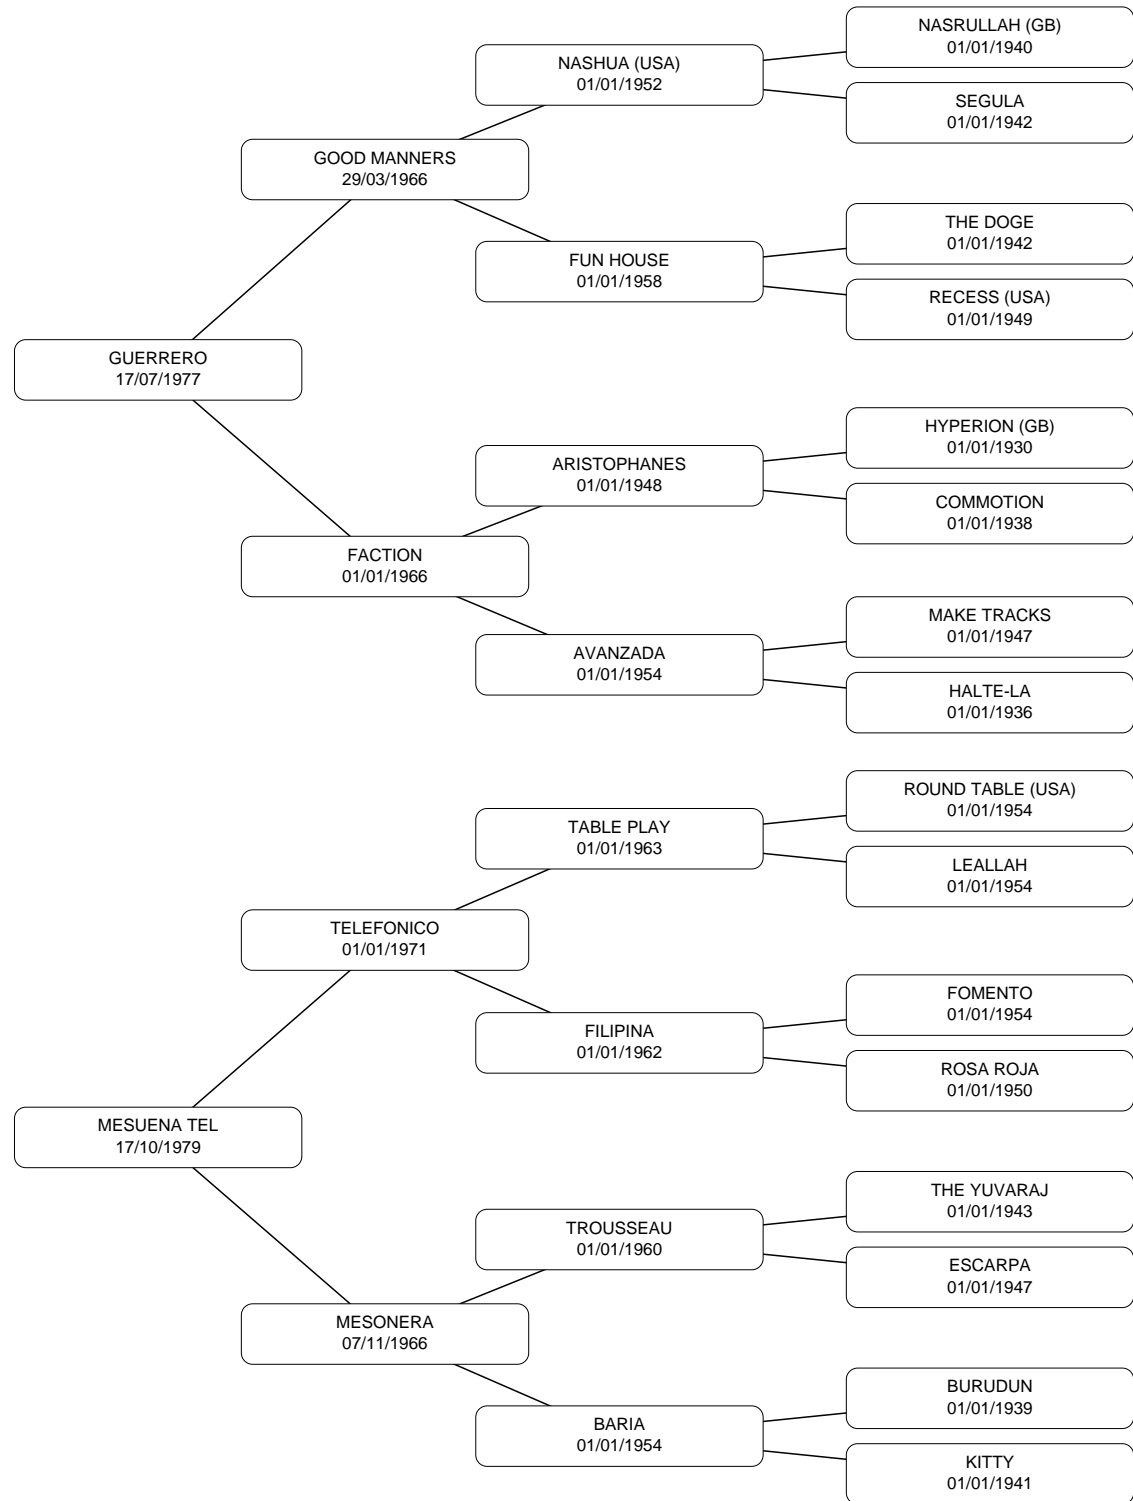 NASRULLAH (GB)
01/01/1940
NASHUA (USA)
01/01/1952
SEGULA
01/01/1942
GOOD MANNERS
29/03/1966
THE DOGE
01/01/1942
FUN HOUSE
01/01/1958
RECESS (USA)
01/01/1949
GUERRERO
17/07/1977
HYPERION (GB)
01/01/1930
ARISTOPHANES
01/01/1948
COMMOTION
01/01/1938
FACTION
01/01/1966
MAKE TRACKS
01/01/1947
AVANZADA
01/01/1954
HALTE-LA
01/01/1936
ROUND TABLE (USA)
01/01/1954
TABLE PLAY
01/01/1963
LEALLAH
01/01/1954
TELEFONICO
01/01/1971
FOMENTO
01/01/1954
FILIPINA
01/01/1962
ROSA ROJA
01/01/1950
MESUENA TEL
17/10/1979
THE YUVARAJ
01/01/1943
TROUSSEAU
01/01/1960
ESCARPA
01/01/1947
MESONERA
07/11/1966
BURUDUN
01/01/1939
BARIA
01/01/1954
KITTY
01/01/1941